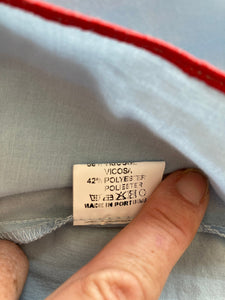 VICOSA
42% POLYESTER
POLIESTER
MADE IN PORTUGAL